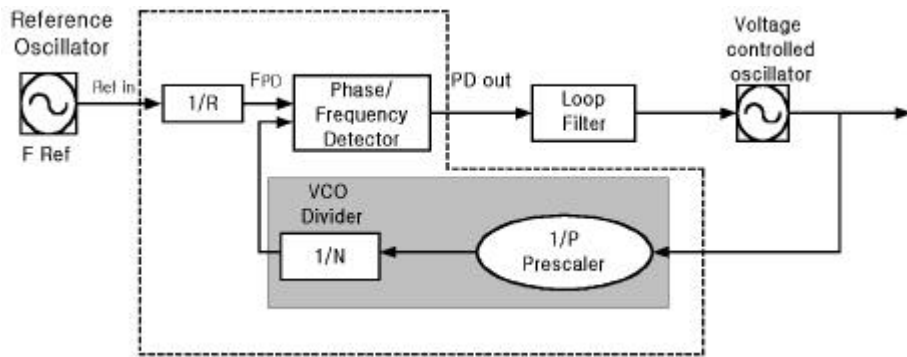 Reference
Oscillator
Ref in
F Ref
1/R
FPD
Phase/
Frequency
Detector
PD out
Loop
Filter
Voltage
controlled
oscillator
VCO
Divider
1/N
1/P
Prescaler